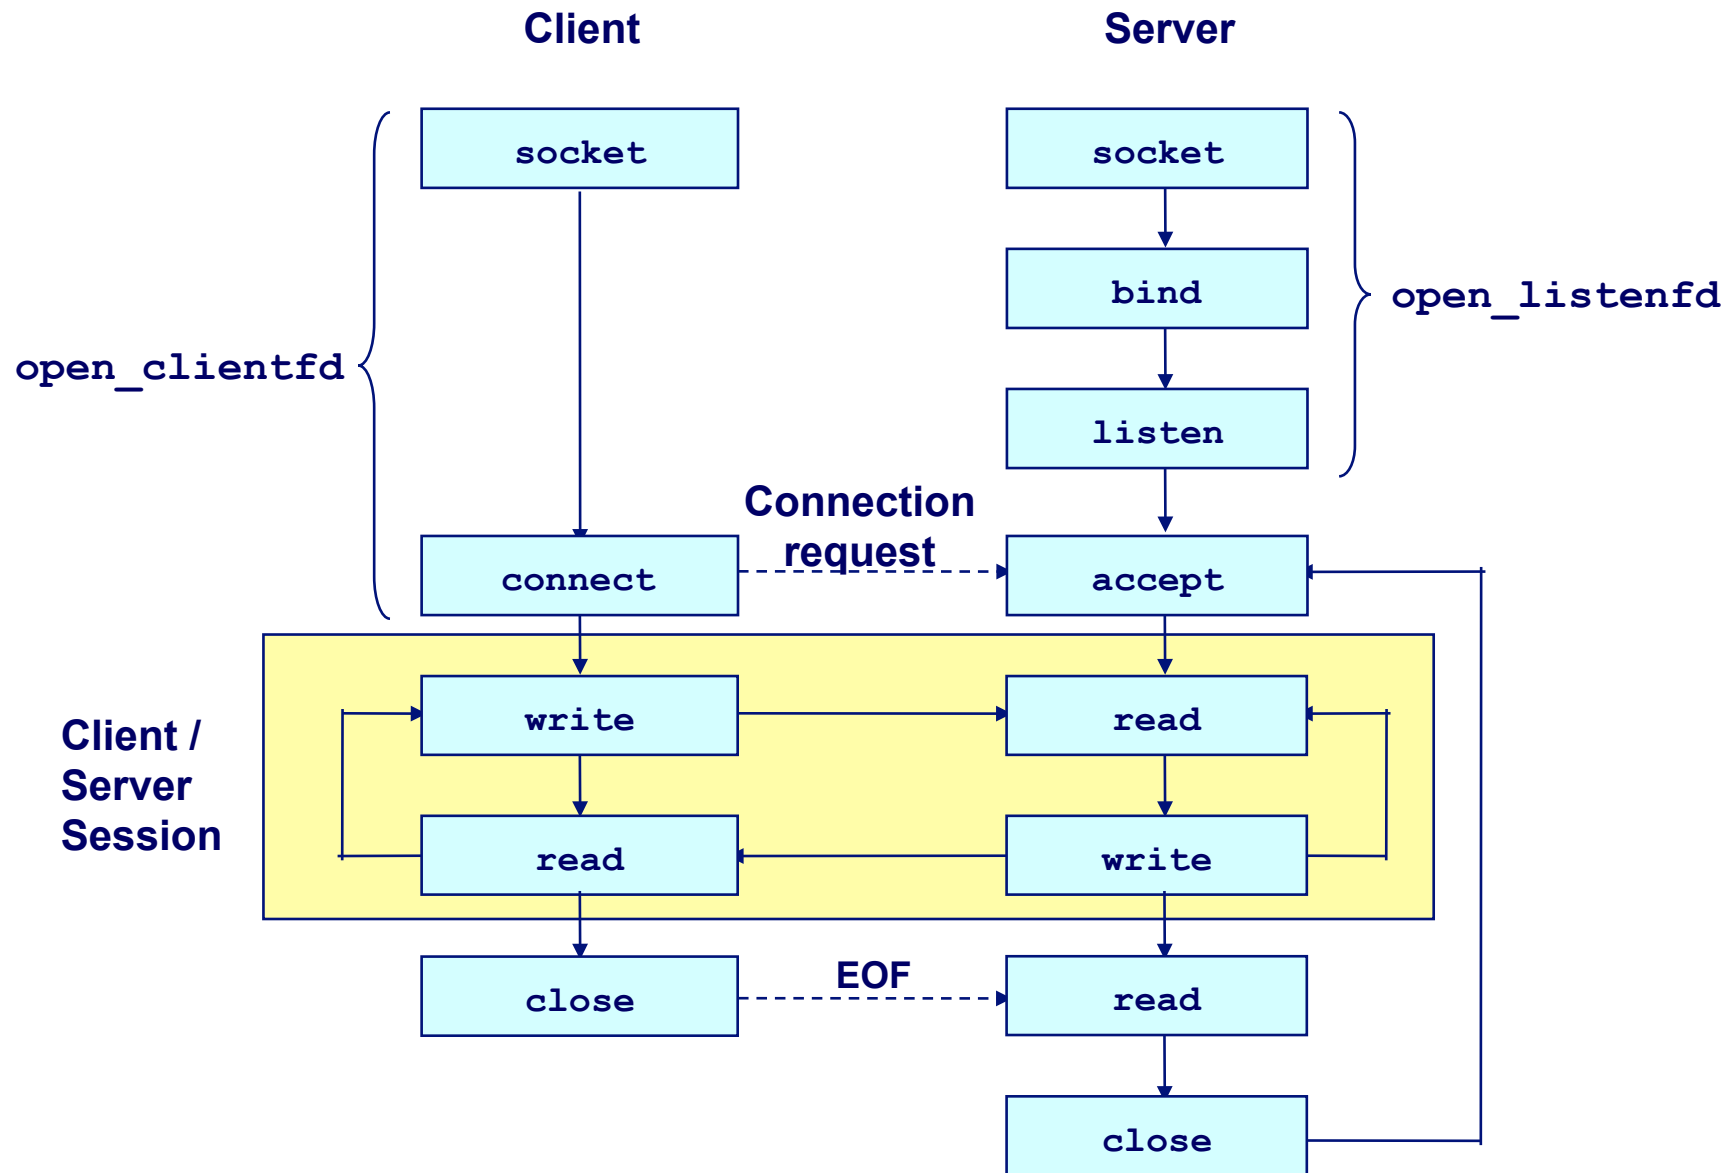 Client
Server
socket
socket
bind
open_listenfd
open_clientfd
listen
Connection
request
connect
accept
Client /
Server
Session
write
read
read
write
EOF
close
read
close